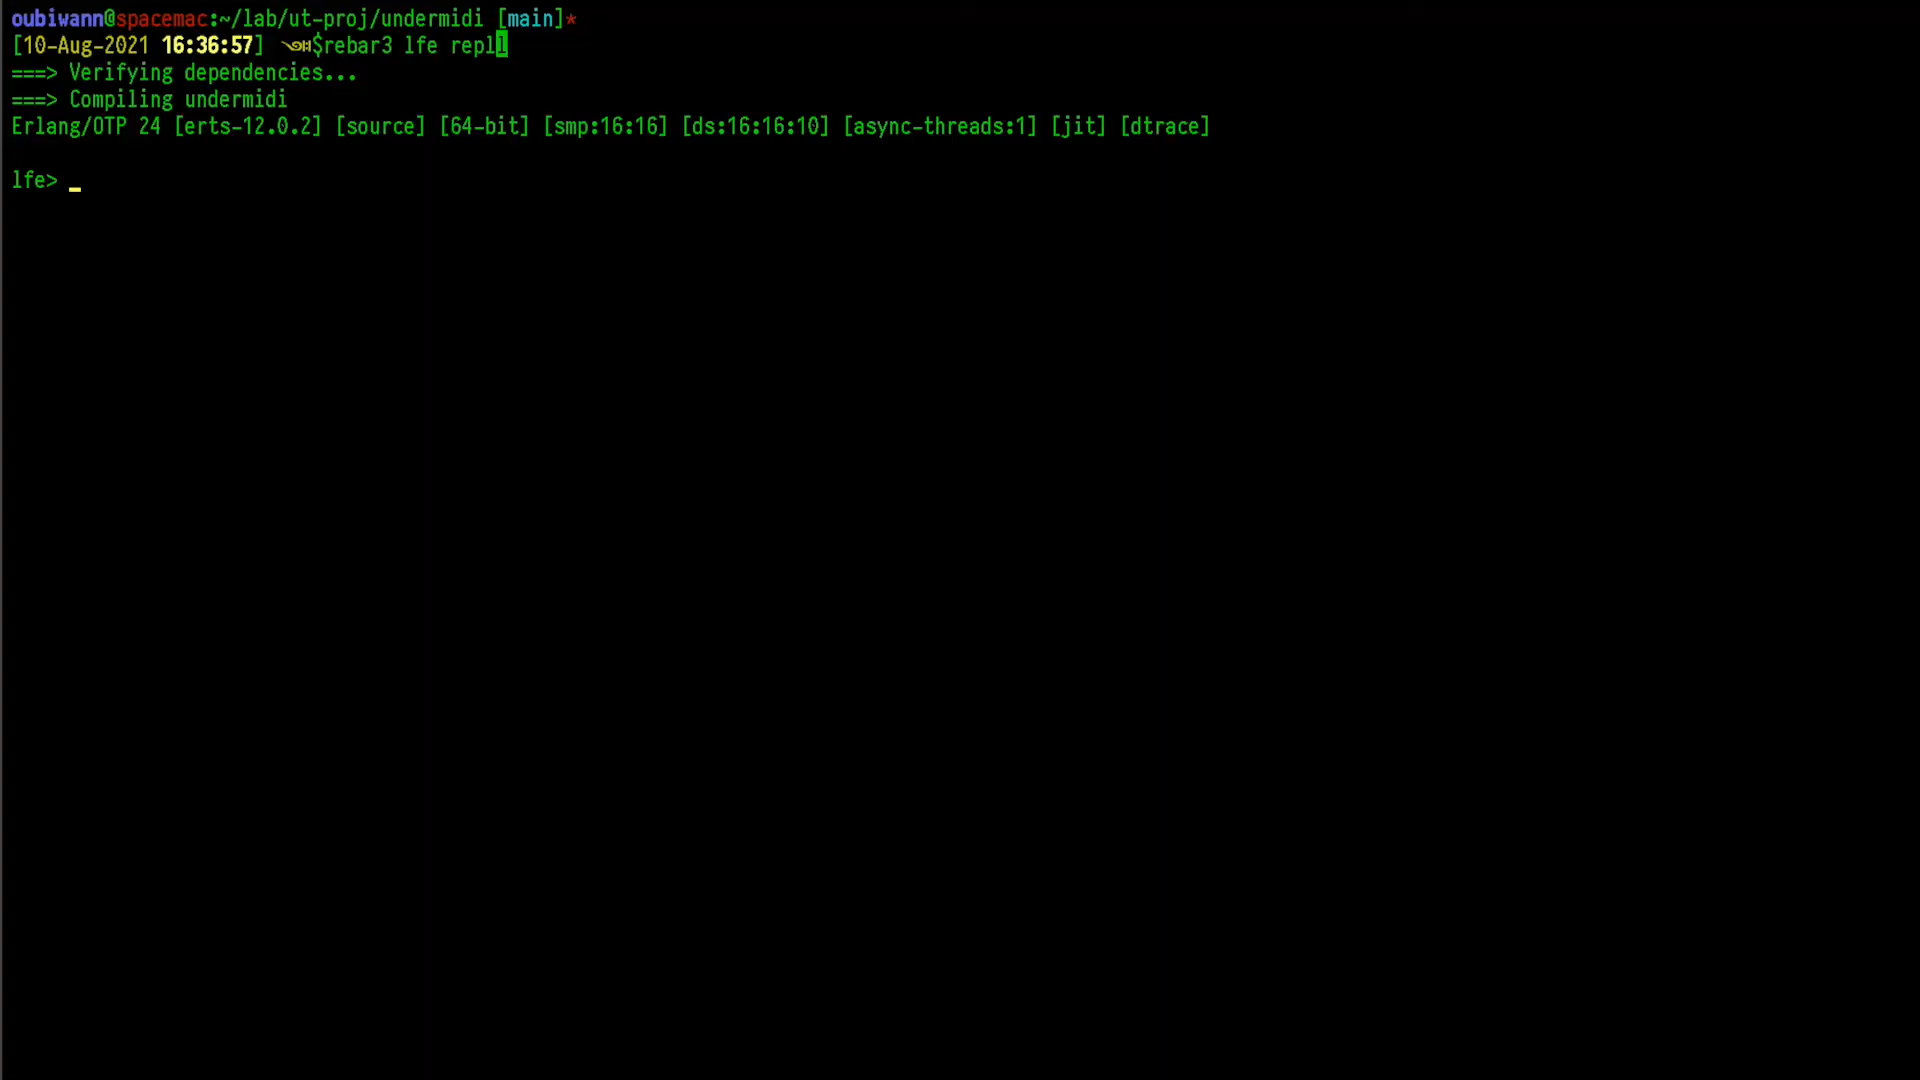 oubiwann@spacemac:~/lab/ut-proj/undermidi [main]*
[10-Aug-2021 16:36:57] $rebar3 lfe repl
===> Verifying dependencies...
===> Compiling undermidi
Erlang/OTP 24 [erts-12.0.2] [source] [64-bit] [smp:16:16] [ds:16:16:10] [async-threads:1] [jit] [dtrace]
lfe> _